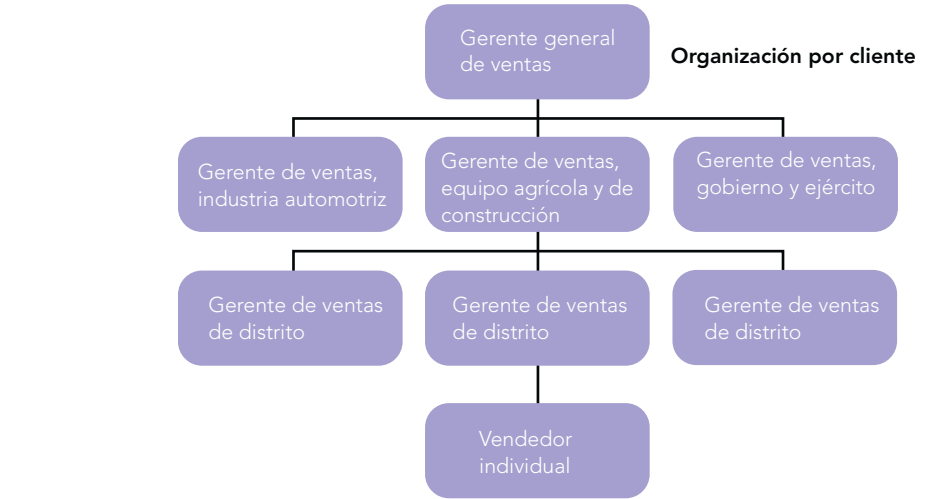 Gerente general
de ventas
Organización por cliente
Gerente de ventas,
industria automotriz
Gerente de ventas,
equipo agrícola y de
construcción
Gerente de ventas,
gobierno y ejército
Gerente de ventas
de distrito
Gerente de ventas
de distrito
Gerente de ventas
de distrito
Vendedor
individual